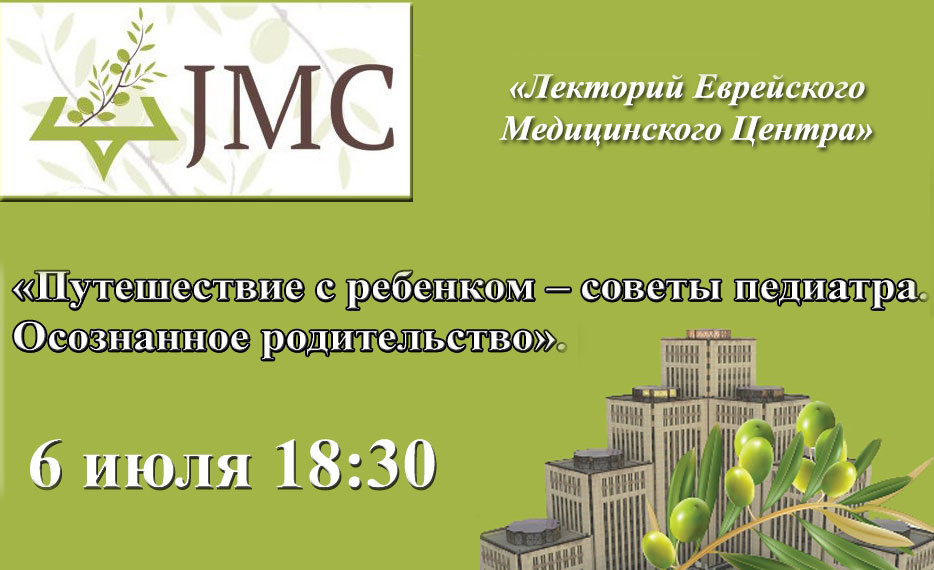 JMC
«Лекторий Еврейского
Медицинского Центра»
«Путешествие с ребенком – советы педиатра.
Осознанное родительство».
6 июля 18:30